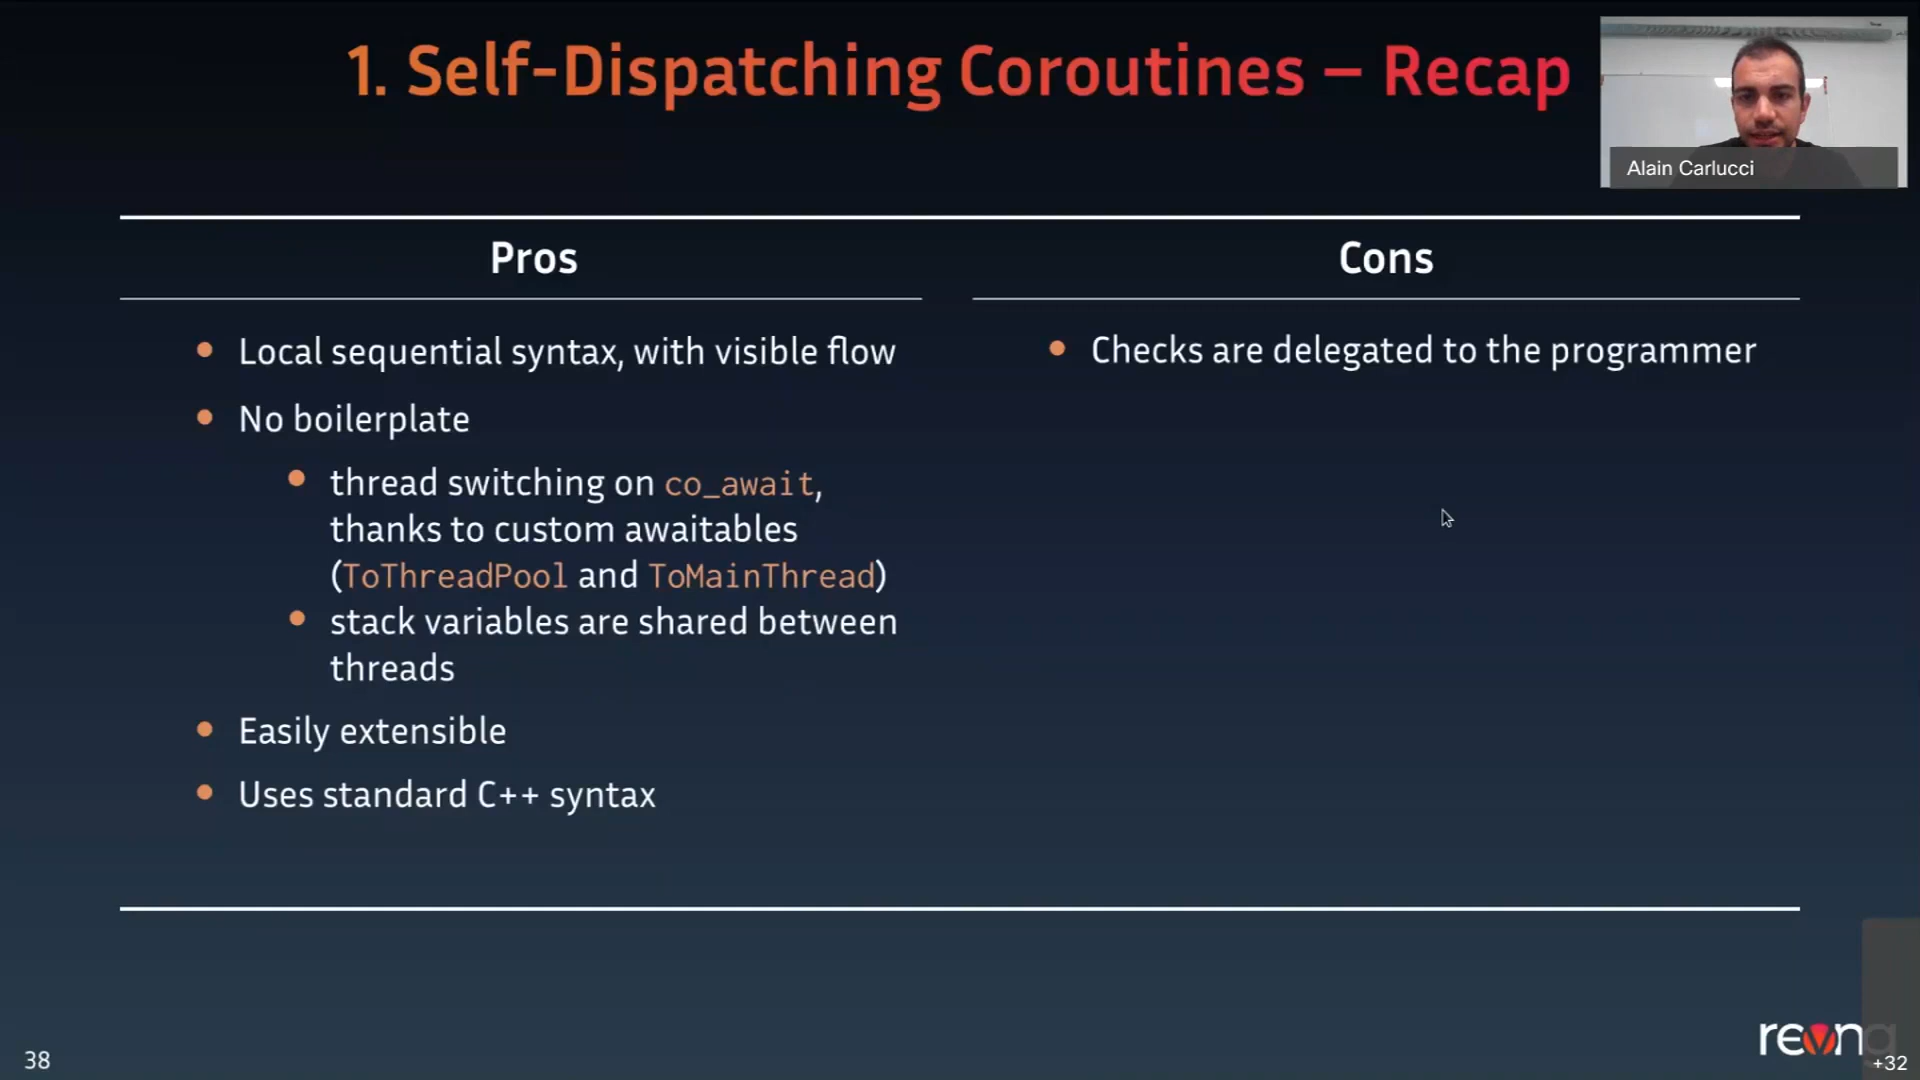 1. Self-Dispatching Coroutines – Recap
Alain Carlucci
Pros
Local sequential syntax, with visible flow
No boilerplate
thread switching on co_await,
thanks to custom awaitables
(ToThreadPool and ToMainThread)
stack variables are shared between
threads
Easily extensible
Uses standard C++ syntax
Cons
Checks are delegated to the programmer
38
revng
+32